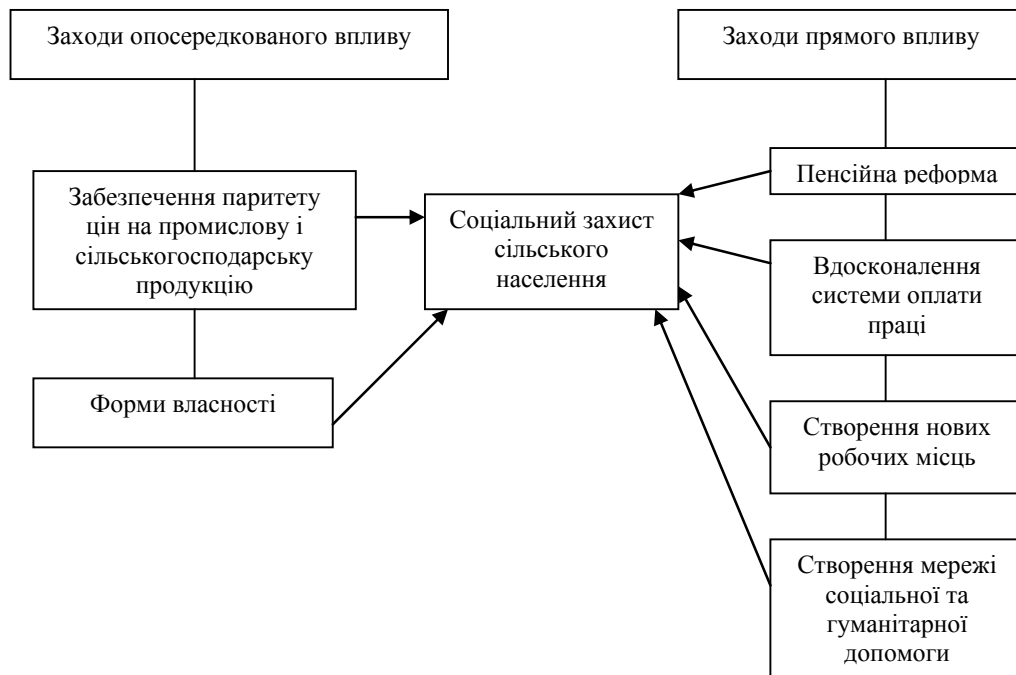 Заходи опосередкованого впливу
Заходи прямого впливу
Забезпечення паритету
цін на промислову і
сільськогосподарську
продукцію
Форми власності
Соціальний захист
сільського
населення
Пенсійна реформа
Вдосконалення
системи оплати
праці
Створення нових
робочих місць
Створення мережі
соціальної та
гуманітарної
допомоги